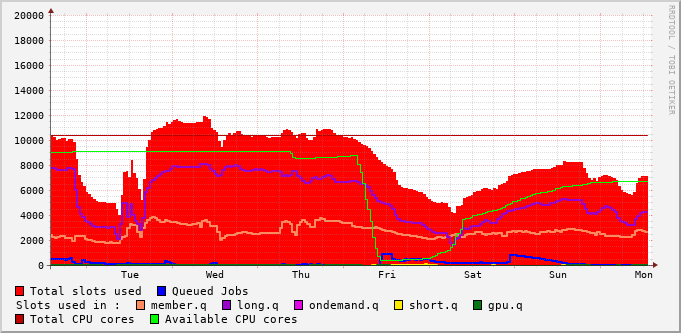 20000
18000
16000
14000
12000
10000
8000
6000
4000
2000
0
Tue Wed Thu Fri Sat Sun Mon
RRDTOOL / TOBI OETIKER
Total slots used Queued Jobs
Slots used in : member.q long.q ondemand.q short.q gpu.q
Total CPU cores Available CPU cores